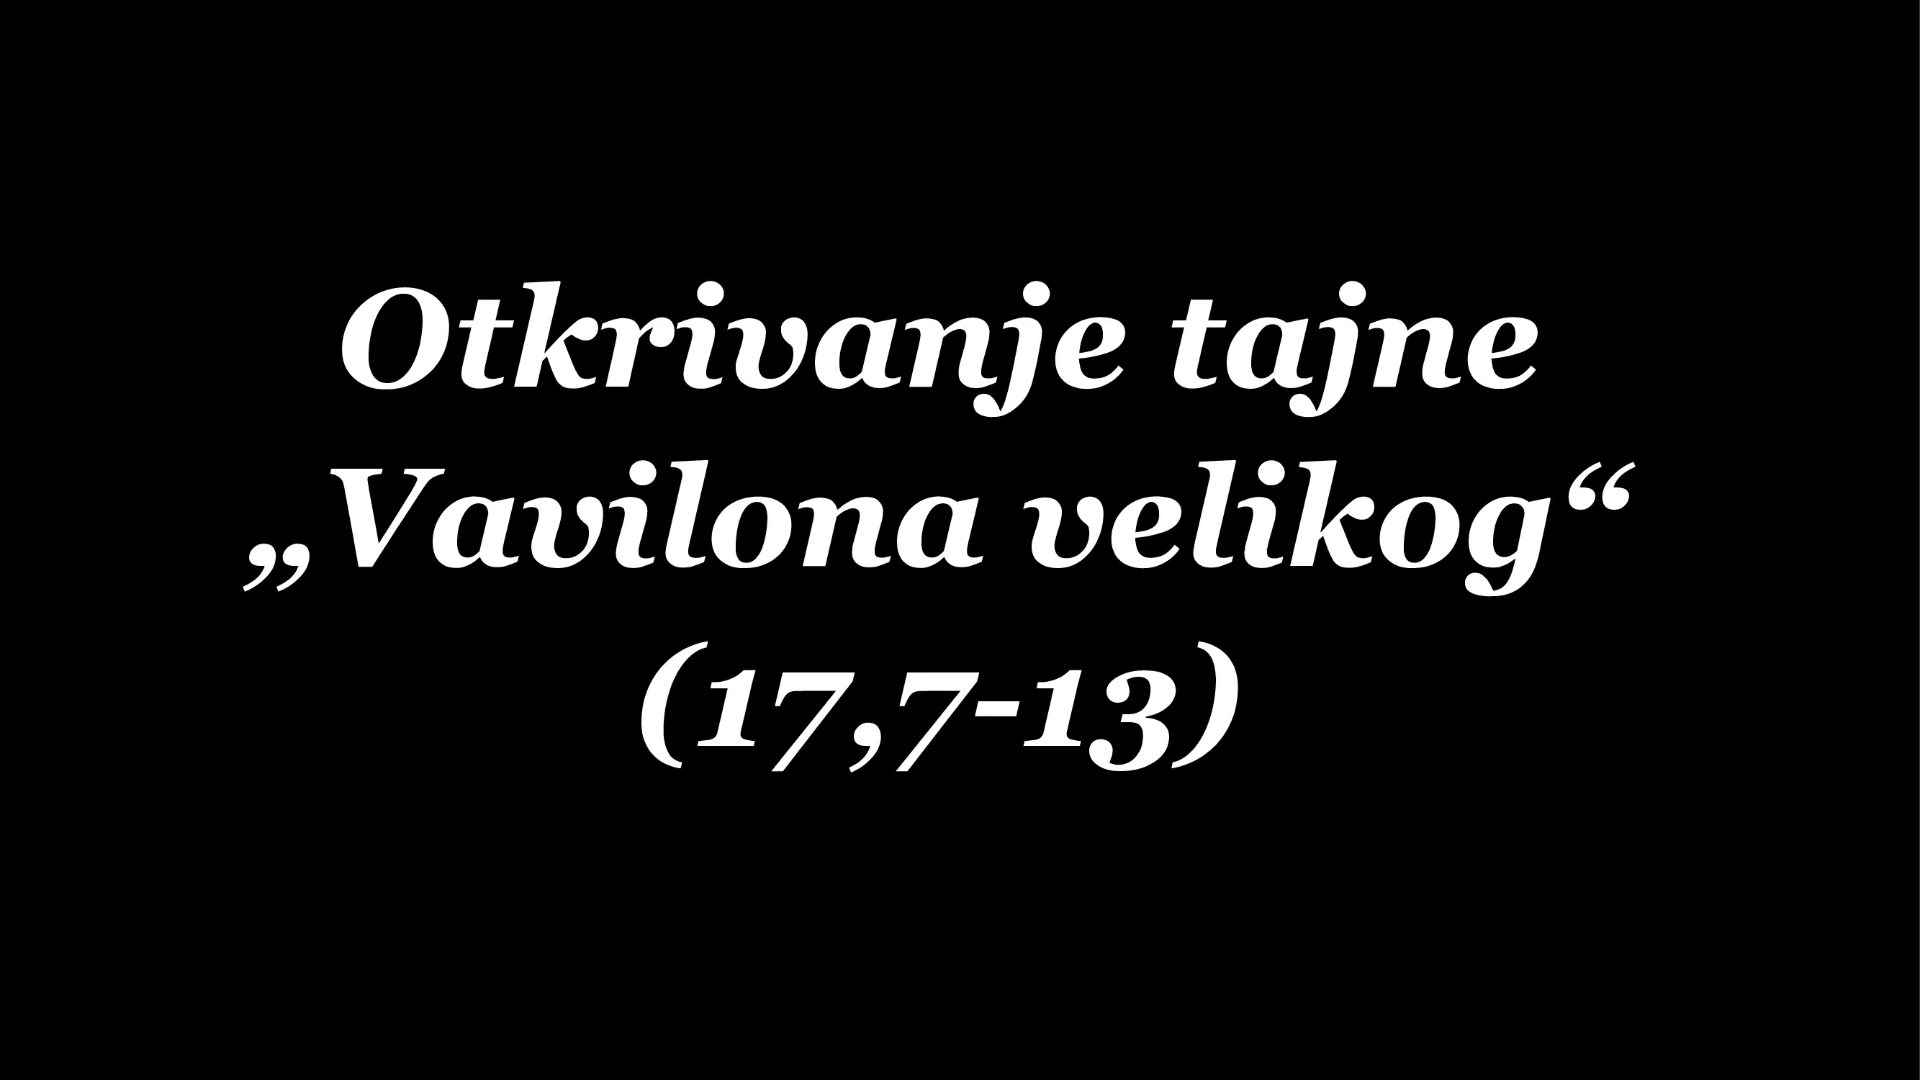 Otkrivanje tajne
„Vavilona velikog“
(17,7-13)